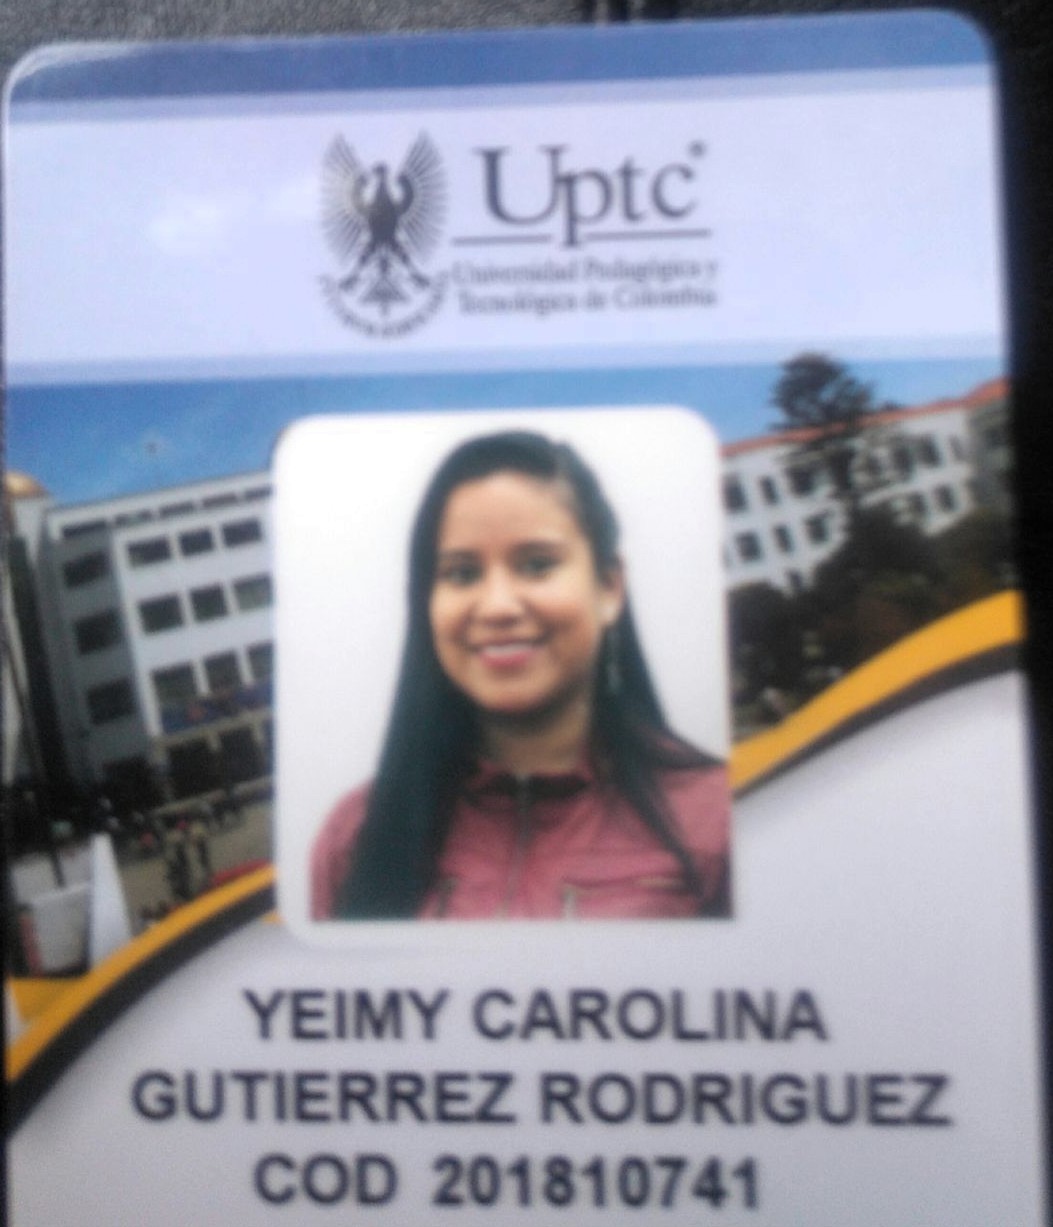 Uptc
Universidad Pedagógica y
Tecnológica de Colombia
YEIMY CAROLINA
GUTIERREZ RODRIGUEZ
COD 201810741